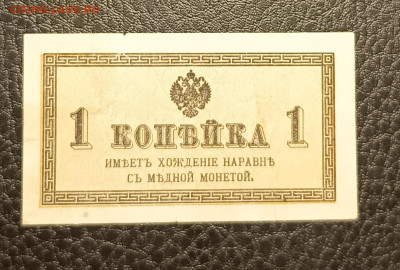 1 КОПѢЙКА 1
ИМѢЕТЪ ХОЖДЕНІЕ НАРАВНѢ
СЪ МѢДНОЙ МОНЕТОЙ.